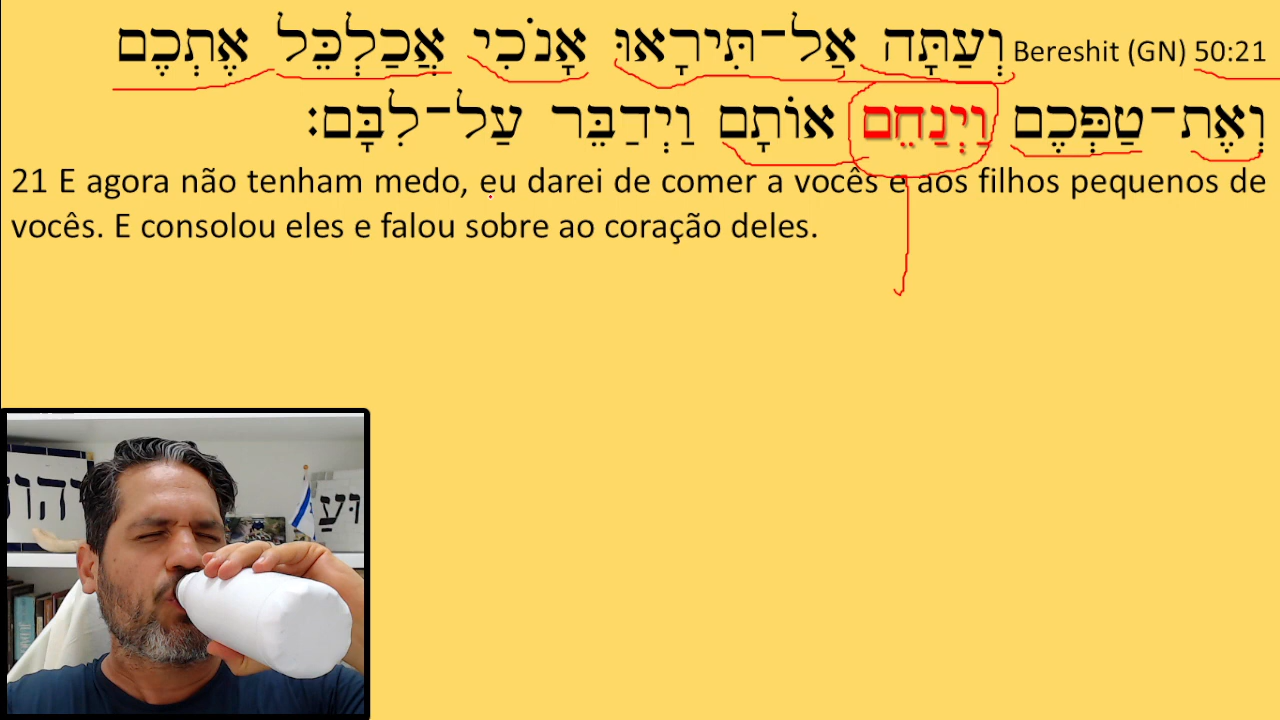 Bereshit (GN) 50:21 וְעַתָּה אַל־תִּירָאוּ אָנֹכִי אֲכַלְכֵּל אֶתְכֶם
וְאֶת־טַפְּכֶם וַיְנַחֵם אוֹתָם וַיְדַבֵּר עַל־לִבָּם׃
21 E agora não tenham medo, eu darei de comer a vocês e aos filhos pequenos de
vocês. E consolou eles e falou sobre ao coração deles.